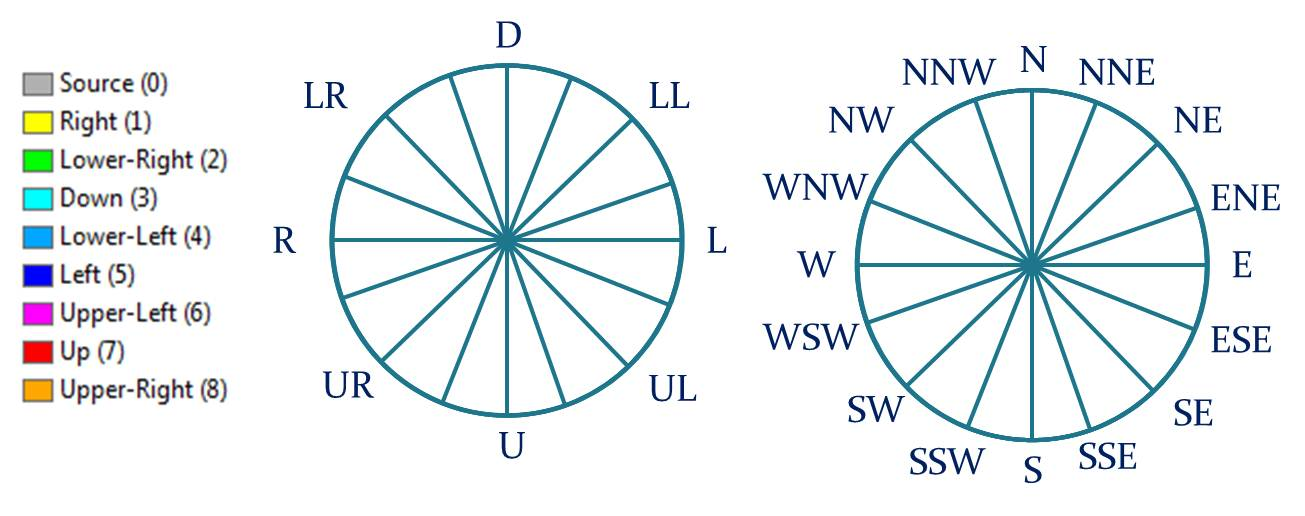 Source (0)
Right (1)
Lower-Right (2)
Down (3)
Lower-Left (4)
Left (5)
Upper-Left (6)
Up (7)
Upper-Right (8)
D
LR
LL
R
L
UR
UL
U
N
NNW
NNE
NW
NE
WNW
ENE
W
E
WSW
ESE
SW
SE
SSW
SSE
S